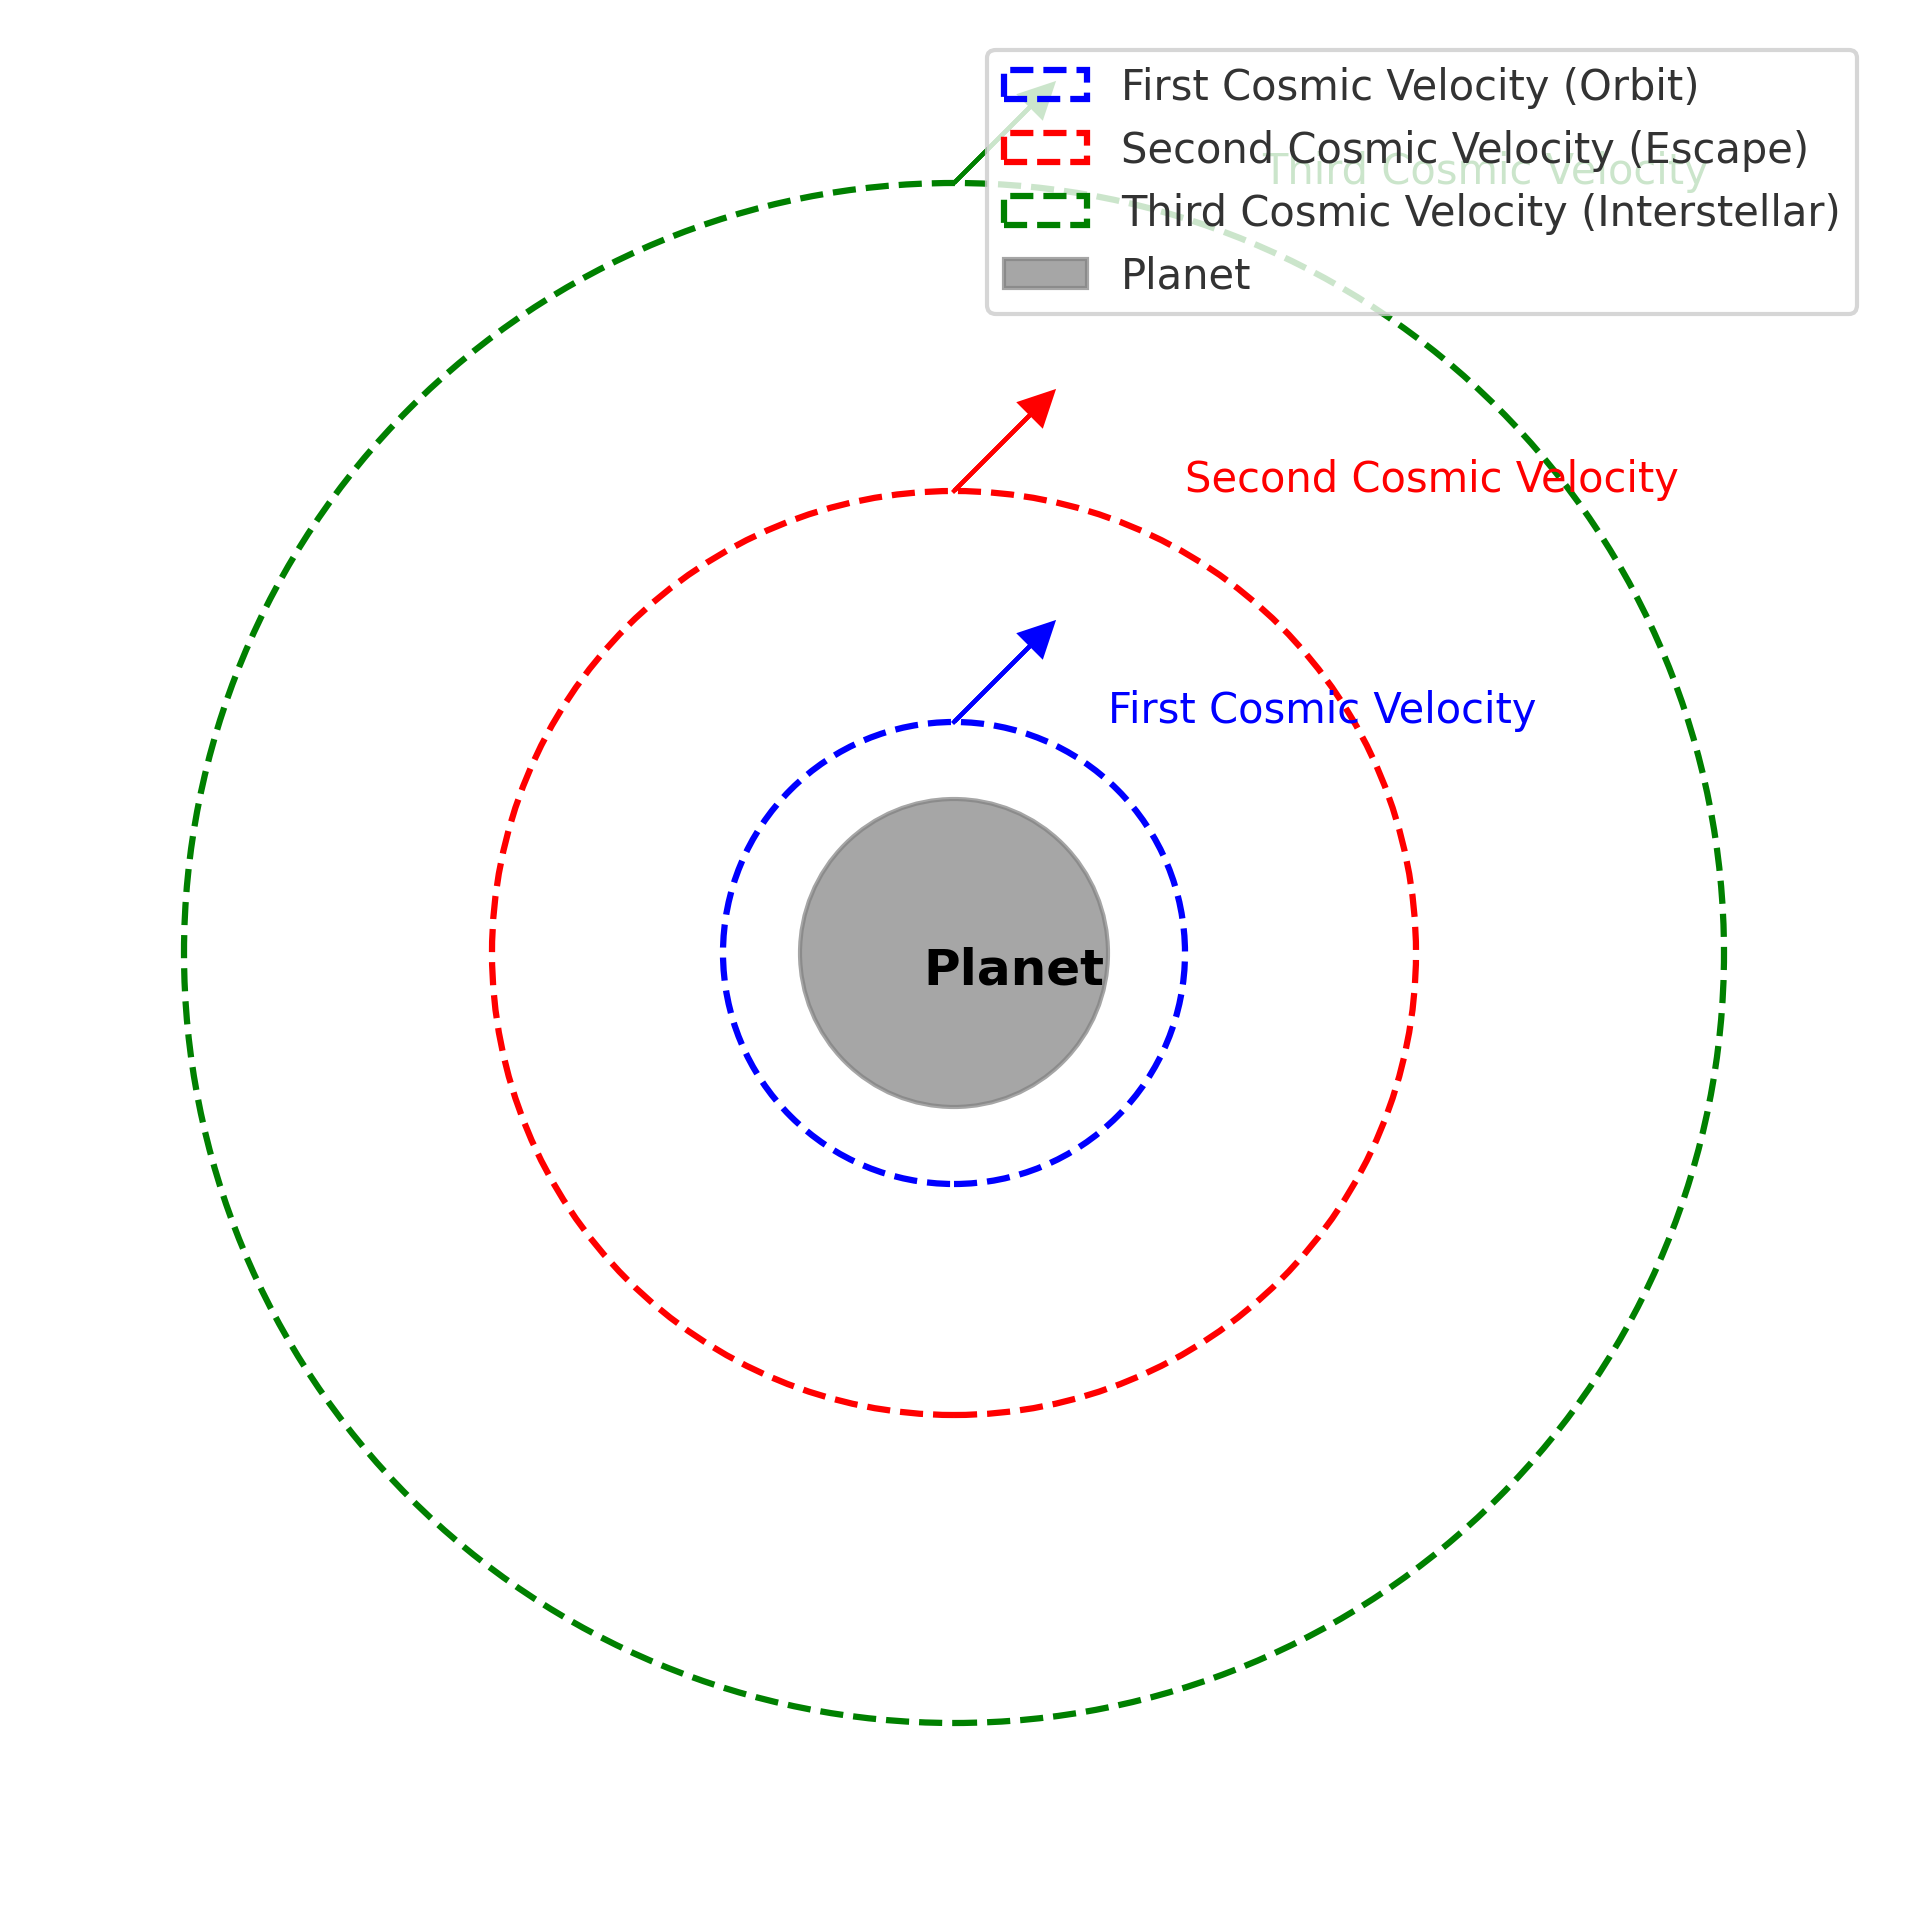 First Cosmic Velocity (Orbit)
Second Cosmic Velocity (Escape)
Third Cosmic Velocity
Third Cosmic Velocity (Interstellar)
Planet
Second Cosmic Velocity
First Cosmic Velocity
Planet